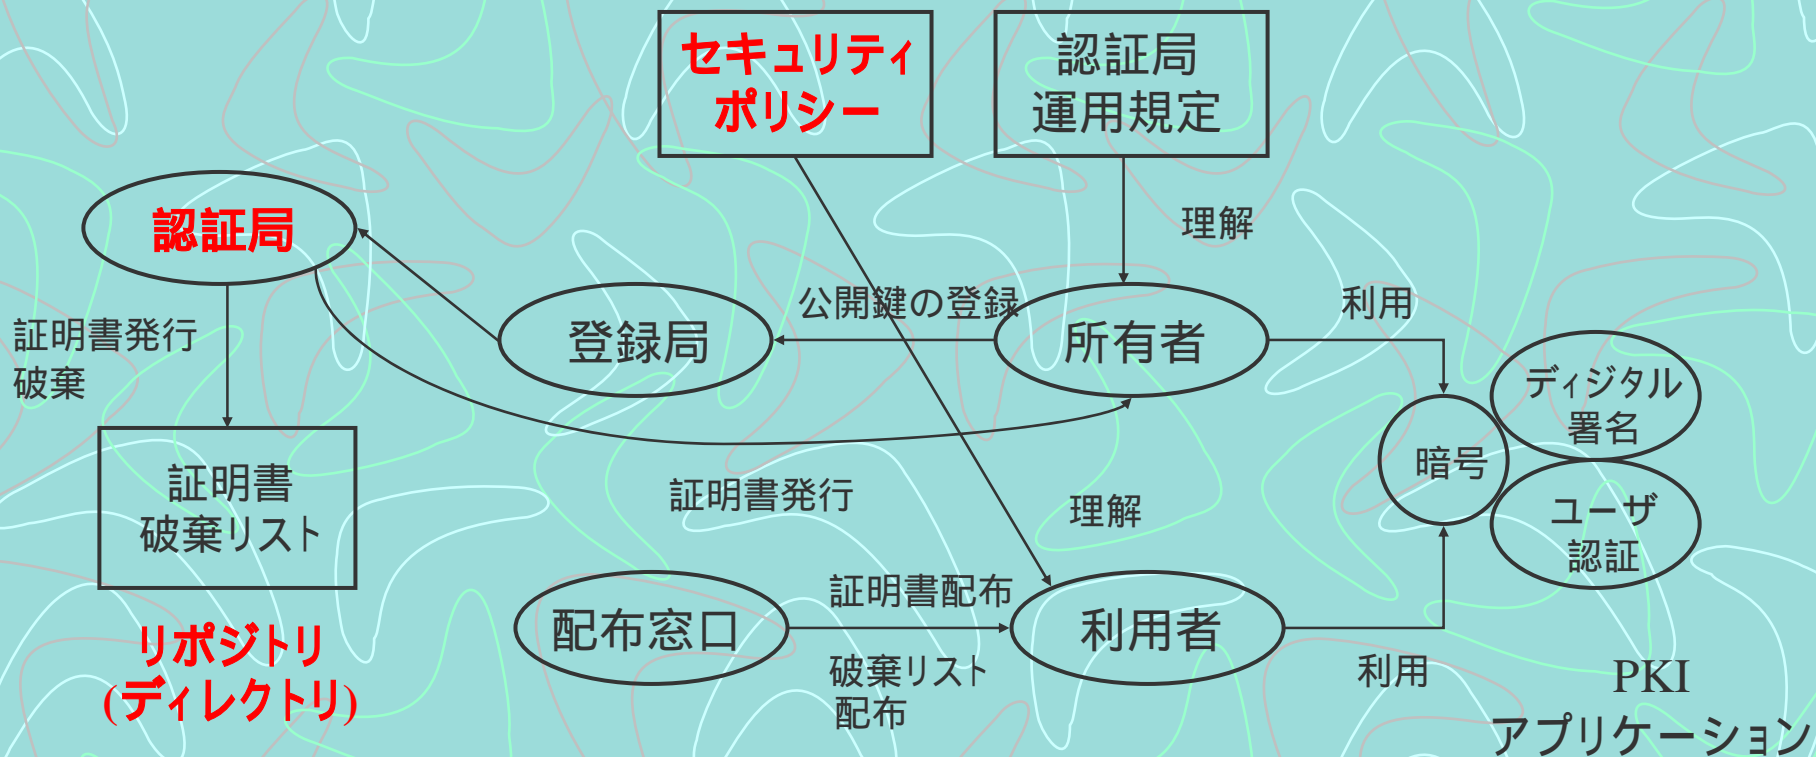 セキュリティ
ポリシー
認証局
運用規定
認証局
理解
公開鍵の登録
利用
登録局
所有者
証明書発行
破棄
ディジタル
署名
暗号
証明書
破棄リスト
証明書発行
理解
ユーザ
認証
証明書配布
配布窓口
利用者
リポジトリ
(ディレクトリ)
破棄リスト
配布
利用
PKI
アプリケーション